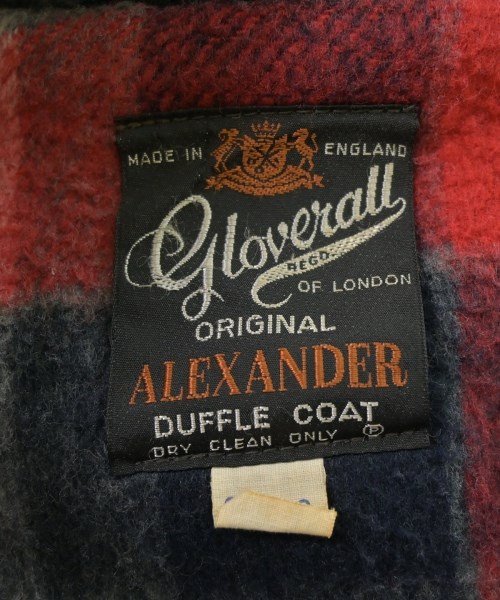 MADE IN ENGLAND
Gloverall
REGD
OF LONDON
ORIGINAL
ALEXANDER
DUFFLE COAT
DRY CLEAN ONLY Ⓟ